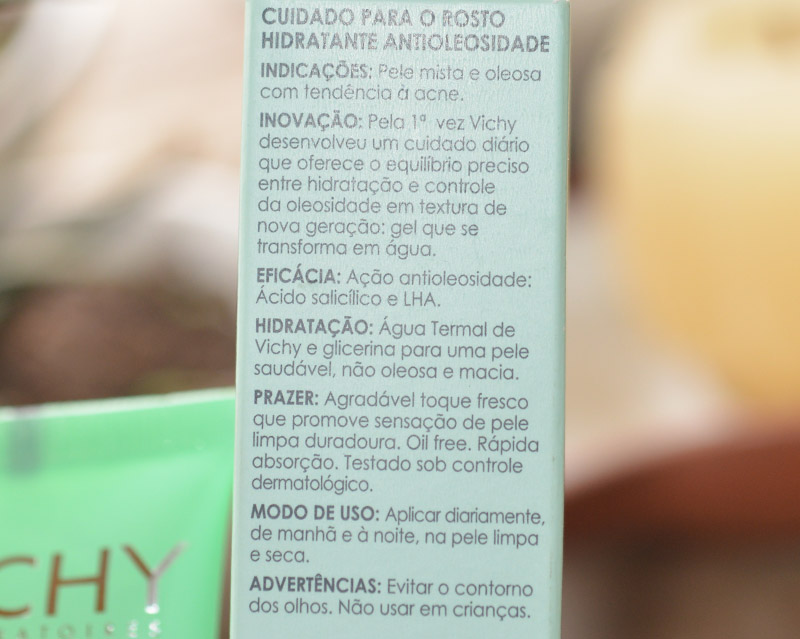 CUIDADO PARA O ROSTO
HIDRATANTE ANTIOLEOSIDADE
INDICAÇÕES: Pele mista e oleosa
com tendência à acne.
INOVAÇÃO: Pela 1ª vez Vichy
desenvolveu um cuidado diário
que oferece o equilíbrio preciso
entre hidratação e controle
da oleosidade em textura de
nova geração: gel que se
transforma em água.
EFICÁCIA: Ação antioleosidade:
Ácido salicílico e LHA.
HIDRATAÇÃO: Água Termal de
Vichy e glicerina para uma pele
saudável, não oleosa e macia.
PRAZER: Agradável toque fresco
que promove sensação de pele
limpa duradoura. Oil free. Rápida
absorção. Testado sob controle
dermatológico.
MODO DE USO: Aplicar diariamente,
de manhã e à noite, na pele limpa
e seca.
ADVERTÊNCIAS: Evitar o contorno
dos olhos. Não usar em crianças.
CHY